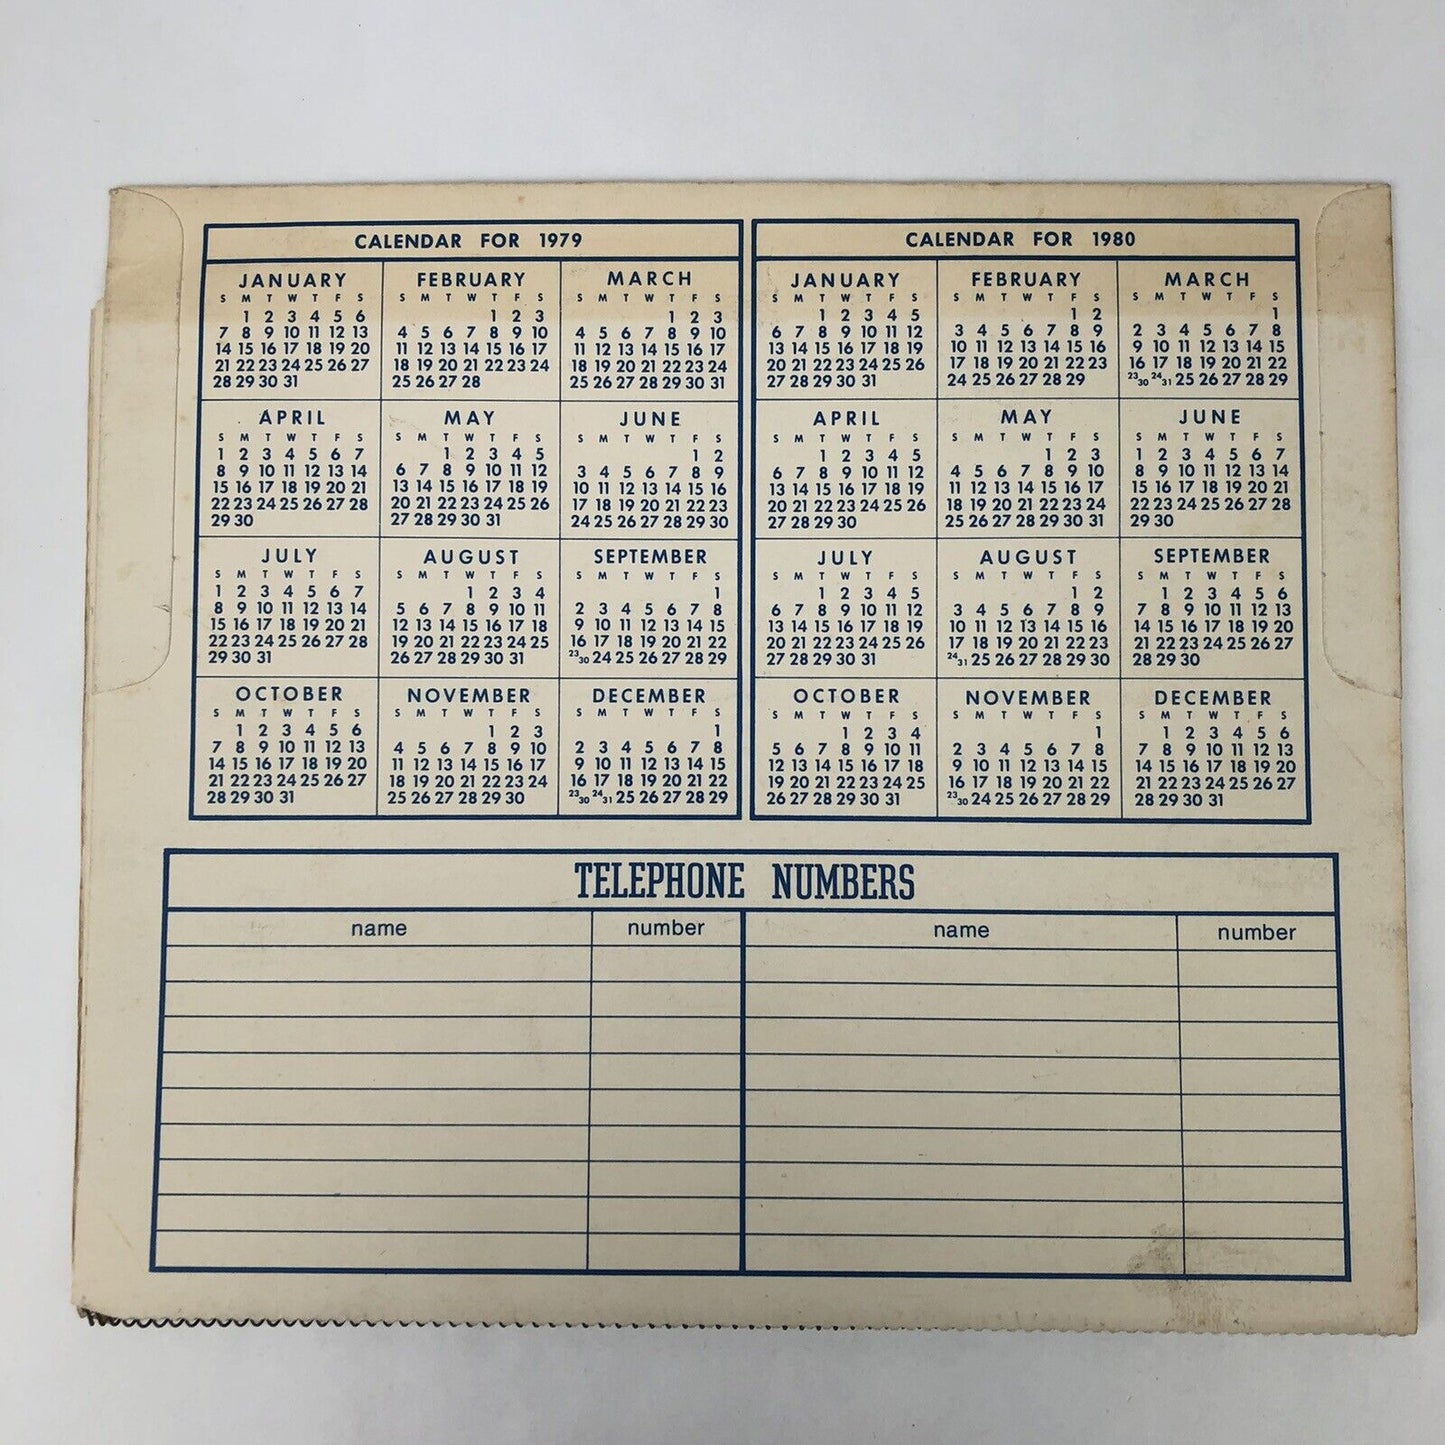 CALENDAR FOR 1979
JANUARY
S M T W T F S
1 2 3 4 5 6
7 8 9 10 11 12 13
14 15 16 17 18 19 20
21 22 23 24 25 26 27
28 29 30 31
FEBRUARY
S M T W T F S
1 2 3
4 5 6 7 8 9 10
11 12 13 14 15 16 17
18 19 20 21 22 23 24
25 26 27 28
MARCH
S M T W T F S
1 2 3
4 5 6 7 8 9 10
11 12 13 14 15 16 17
18 19 20 21 22 23 24
25 26 27 28 29 30 31
APRIL
S M T W T F S
1 2 3 4 5 6 7
8 9 10 11 12 13 14
15 16 17 18 19 20 21
22 23 24 25 26 27 28
29 30
MAY
S M T W T F S
1 2 3 4 5
6 7 8 9 10 11 12
13 14 15 16 17 18 19
20 21 22 23 24 25 26
27 28 29 30 31
JUNE
S M T W T F S
1 2
3 4 5 6 7 8 9
10 11 12 13 14 15 16
17 18 19 20 21 22 23
24 25 26 27 28 29 30
JULY
S M T W T F S
1 2 3 4 5 6 7
8 9 10 11 12 13 14
15 16 17 18 19 20 21
22 23 24 25 26 27 28
29 30 31
AUGUST
S M T W T F S
1 2 3 4
5 6 7 8 9 10 11
12 13 14 15 16 17 18
19 20 21 22 23 24 25
26 27 28 29 30 31
SEPTEMBER
S M T W T F S
1
2 3 4 5 6 7 8
9 10 11 12 13 14 15
16 17 18 19 20 21 22
23 30 24 25 26 27 28 29
OCTOBER
S M T W T F S
1 2 3 4 5 6
7 8 9 10 11 12 13
14 15 16 17 18 19 20
21 22 23 24 25 26 27
28 29 30 31
NOVEMBER
S M T W T F S
1 2 3
4 5 6 7 8 9 10
11 12 13 14 15 16 17
18 19 20 21 22 23 24
25 26 27 28 29 30
DECEMBER
S M T W T F S
1
2 3 4 5 6 7 8
9 10 11 12 13 14 15
16 17 18 19 20 21 22
23 30 24 31 25 26 27 28 29
CALENDAR FOR 1980
JANUARY
S M T W T F S
1 2 3 4 5
6 7 8 9 10 11 12
13 14 15 16 17 18 19
20 21 22 23 24 25 26
27 28 29 30 31
FEBRUARY
S M T W T F S
1 2
3 4 5 6 7 8 9
10 11 12 13 14 15 16
17 18 19 20 21 22 23
24 25 26 27 28 29
MARCH
S M T W T F S
1
2 3 4 5 6 7 8
9 10 11 12 13 14 15
16 17 18 19 20 21 22
23 30 24 31 25 26 27 28 29
APRIL
S M T W T F S
1 2 3 4 5
6 7 8 9 10 11 12
13 14 15 16 17 18 19
20 21 22 23 24 25 26
27 28 29 30
MAY
S M T W T F S
1 2 3
4 5 6 7 8 9 10
11 12 13 14 15 16 17
18 19 20 21 22 23 24
25 26 27 28 29 30 31
JUNE
S M T W T F S
1 2 3 4 5 6 7
8 9 10 11 12 13 14
15 16 17 18 19 20 21
22 23 24 25 26 27 28
29 30
JULY
S M T W T F S
1 2 3 4 5
6 7 8 9 10 11 12
13 14 15 16 17 18 19
20 21 22 23 24 25 26
27 28 29 30 31
AUGUST
S M T W T F S
1 2
3 4 5 6 7 8 9
10 11 12 13 14 15 16
17 18 19 20 21 22 23
24 31 25 26 27 28 29 30
SEPTEMBER
S M T W T F S
1 2 3 4 5 6
7 8 9 10 11 12 13
14 15 16 17 18 19 20
21 22 23 24 25 26 27
28 29 30
OCTOBER
S M T W T F S
1 2 3 4
5 6 7 8 9 10 11
12 13 14 15 16 17 18
19 20 21 22 23 24 25
26 27 28 29 30 31
NOVEMBER
S M T W T F S
1
2 3 4 5 6 7 8
9 10 11 12 13 14 15
16 17 18 19 20 21 22
23 30 24 25 26 27 28 29
DECEMBER
S M T W T F S
1 2 3 4 5 6
7 8 9 10 11 12 13
14 15 16 17 18 19 20
21 22 23 24 25 26 27
28 29 30 31
TELEPHONE NUMBERS
name number name number